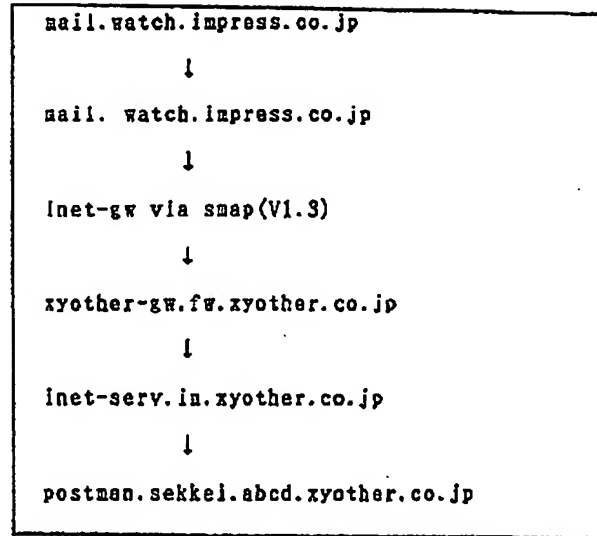 mail.watch.impress.co.jp
↓
mail. watch.impress.co.jp
↓
inet-gw via smap(V1.3)
↓
xyother-gw.fw.xyother.co.jp
↓
inet-serv.in.xyother.co.jp
↓
postman.sekkei.abcd.xyother.co.jp